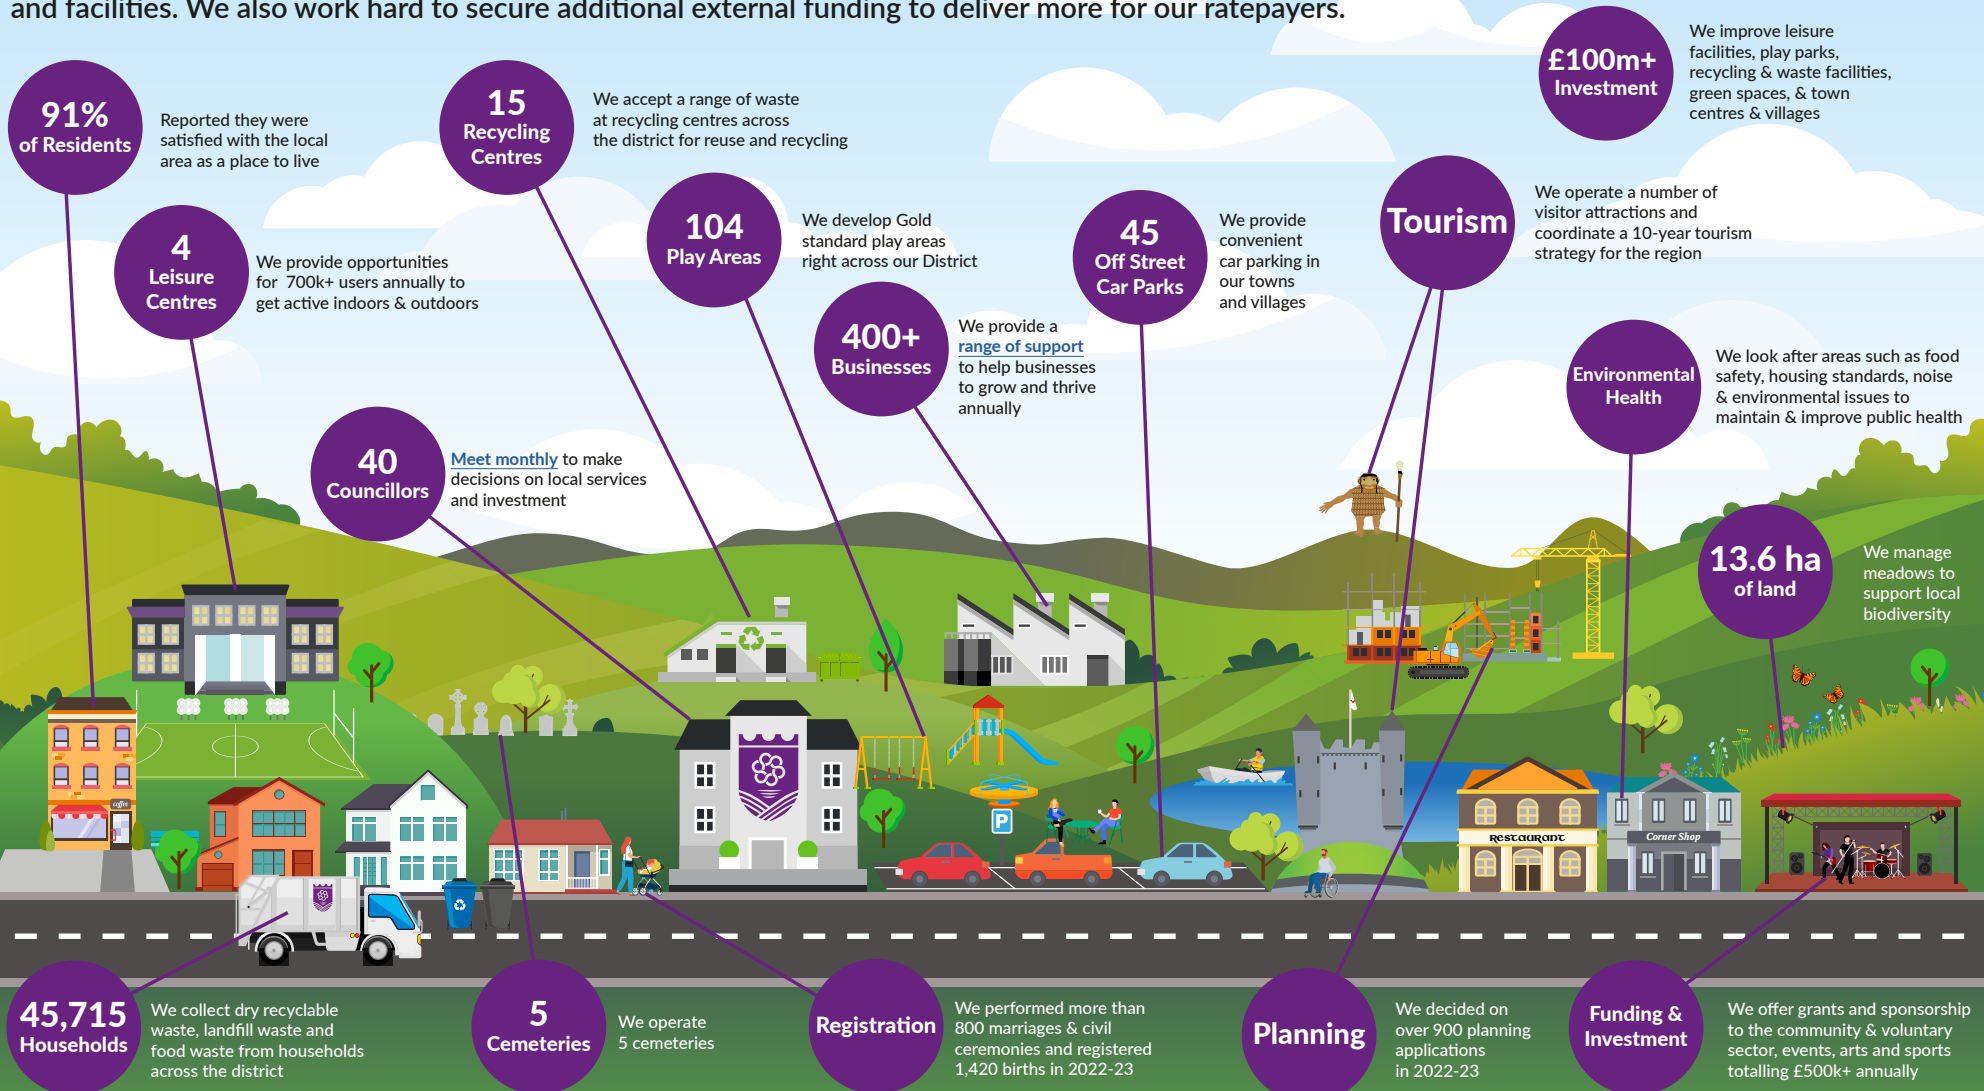 and facilities. We also work hard to secure additional external funding to deliver more for our ratepayers.
91%
of Residents
Reported they were
satisfied with the local
area as a place to live
15
Recycling
Centres
We accept a range of waste
at recycling centres across
the district for reuse and recycling
£100m+
Investment
We improve leisure
facilities, play parks,
recycling & waste facilities,
green spaces, & town
centres & villages
4
Leisure
Centres
We provide opportunities
for 700k+ users annually to
get active indoors & outdoors
104
Play Areas
We develop Gold
standard play areas
right across our District
45
Off Street
Car Parks
We provide
convenient
car parking in
our towns
and villages
Tourism
We operate a number of
visitor attractions and
coordinate a 10-year tourism
strategy for the region
400+
Businesses
We provide a
range of support
to help businesses
to grow and thrive
annually
Environmental
Health
We look after areas such as food
safety, housing standards, noise
& environmental issues to
maintain & improve public health
40
Councillors
Meet monthly to make
decisions on local services
and investment
13.6 ha
of land
We manage
meadows to
support local
biodiversity
coffee
P
Restaurant
Corner Shop
45,715
Households
We collect dry recyclable
waste, landfill waste and
food waste from households
across the district
5
Cemeteries
We operate
5 cemeteries
Registration
We performed more than
800 marriages & civil
ceremonies and registered
1,420 births in 2022-23
Planning
We decided on
over 900 planning
applications
in 2022-23
Funding &
Investment
We offer grants and sponsorship
to the community & voluntary
sector, events, arts and sports
totalling £500k+ annually